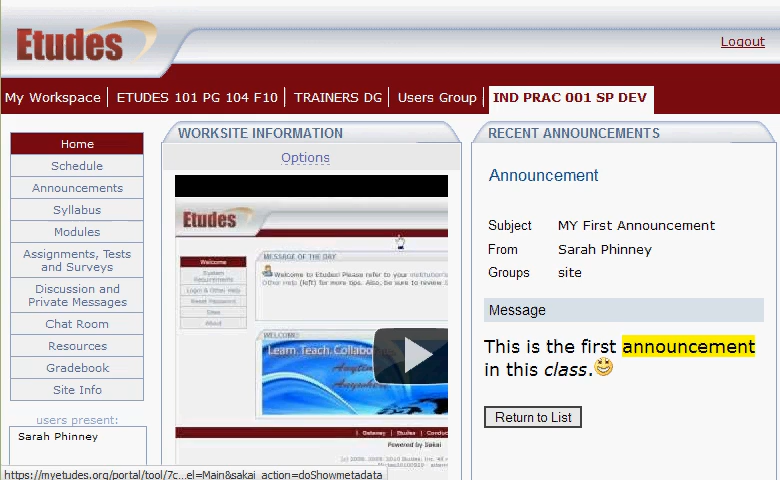 Etudes
Logout
My Workspace
ETUDES 101 PG 104 F10
TRAINERS DG
Users Group
IND PRAC 001 SP DEV
Home
Schedule
Announcements
Syllabus
Modules
Assignments, Tests
and Surveys
Discussion and
Private Messages
Chat Room
Resources
Gradebook
Site Info
users present:
Sarah Phinney
WORKSITE INFORMATION
Options
Etudes
Welcome
System
Requirements
Login & Other Help
Reset Password
Sites
About
MESSAGE OF THE DAY
Welcome to Etudes! Please refer to your institution's
Other Help (left) for more tips. Also, be sure to review
WELCOME!
Learn. Teach. Collabo
Anytim
Anywhere
Gateway | Etudes | Conduc
Powered by Sakai
RECENT ANNOUNCEMENTS
Announcement
Subject MY First Announcement
From Sarah Phinney
Groups site
Message
This is the first announcement
in this class.
Return to List
https://myetudes.org/portal/tool/7c...el=Main&sakai_action=doShowmetadata